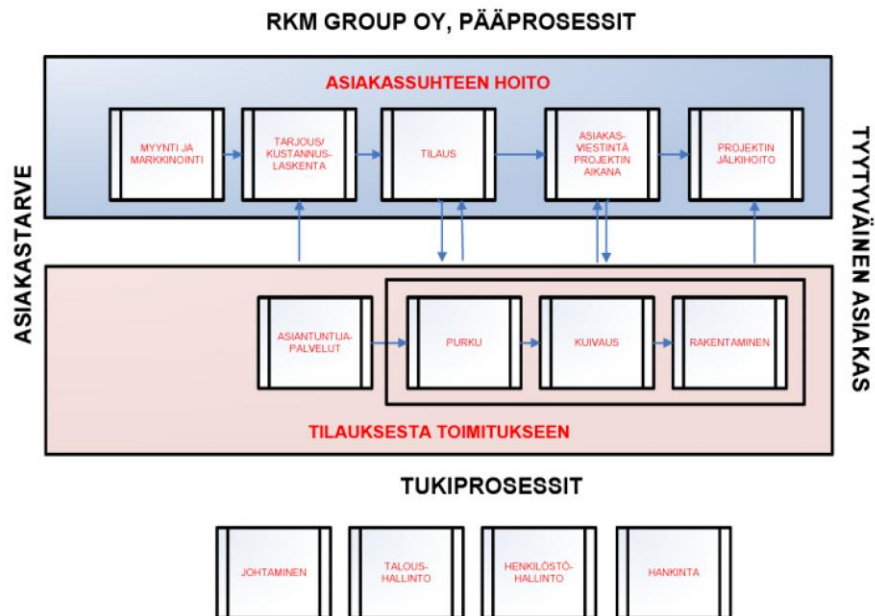 RKM GROUP OY, PÄÄPROSESSIT
ASIAKASTARVE
ASIAKASSUHTEEN HOITO
MYYNTI JA
MARKKINOINTI
TARJOUS/
KUSTANNUS-
LASKENTA
TILAUS
ASIAKAS-
VIESTINTÄ
PROJEKTIN
AIKANA
PROJEKTIN
JÄLKIHOITO
ASIANTUNTIJA-
PALVELUT
PURKU
KUIVAUS
RAKENTAMINEN
TILAUKSESTA TOIMITUKSEEN
TYYTYVÄINEN ASIAKAS
TUKIPROSESSIT
JOHTAMINEN
TALOUS-
HALLINTO
HENKILÖSTÖ-
HALLINTO
HANKINTA